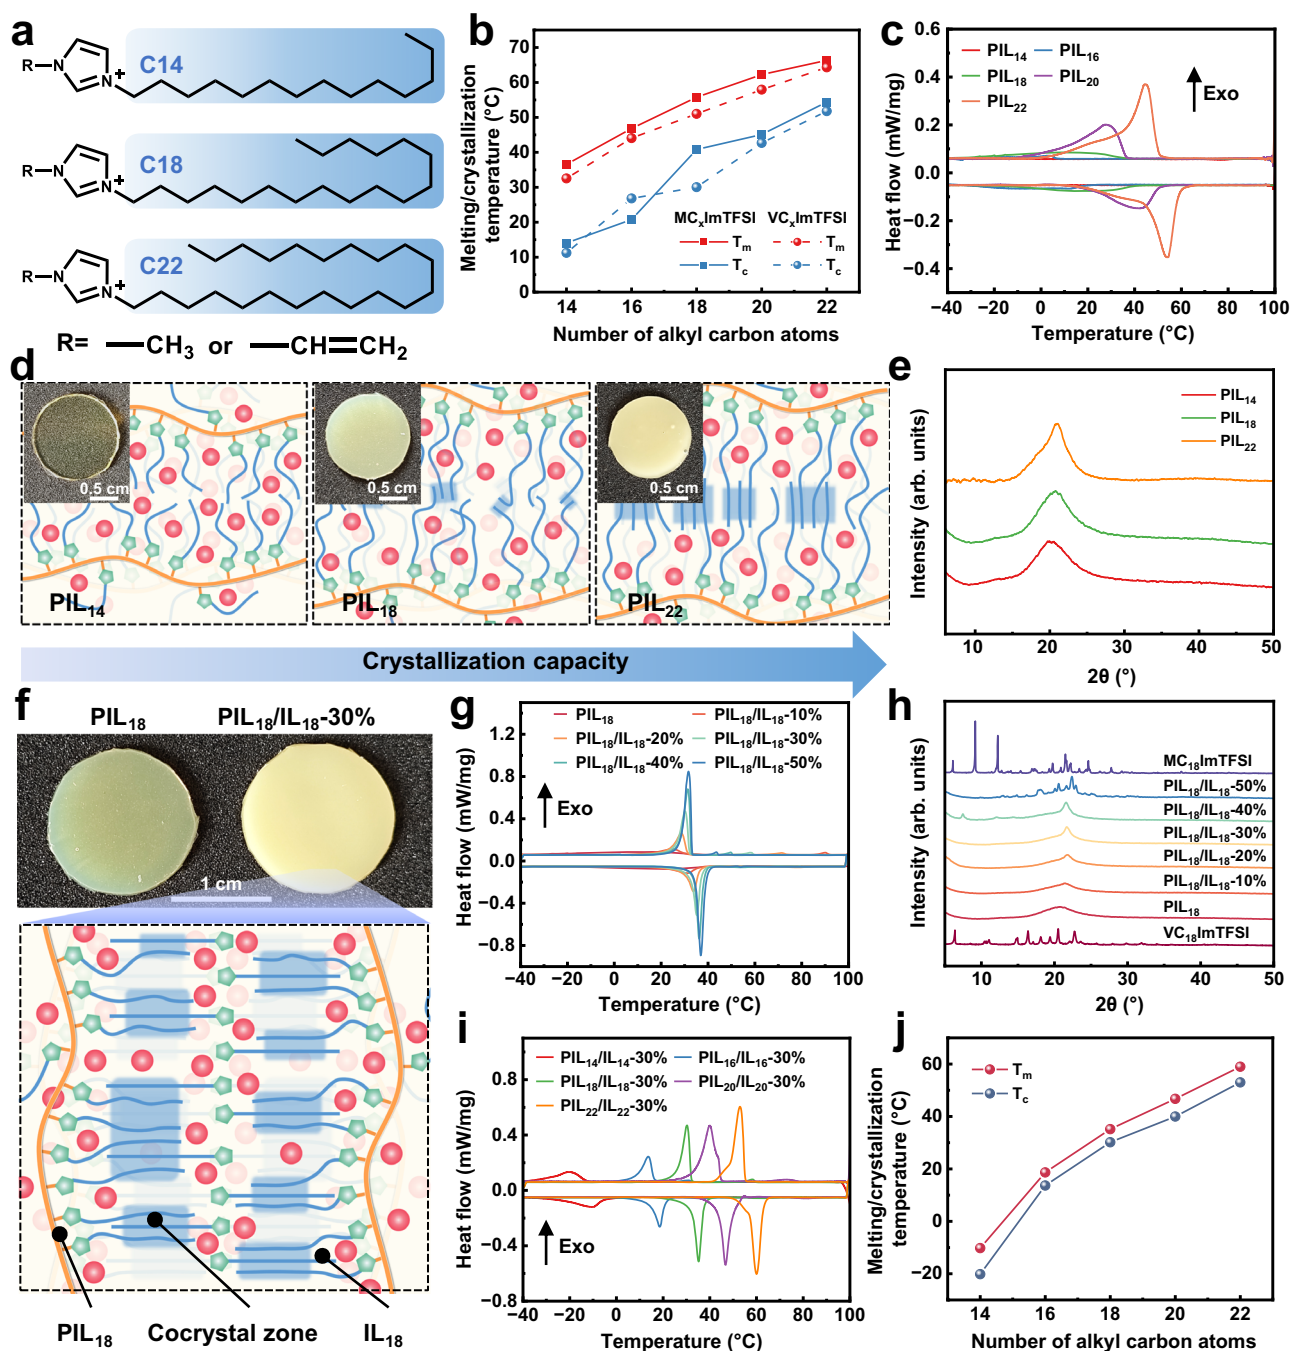 a
R
N
N
+
C14
R
N
N
+
C18
R
N
N
+
C22
R= —CH₃ or —CH═CH₂
b
Melting/crystallization
temperature (°C)
70
60
50
40
30
20
10
0
MCₓImTFSI VCₓImTFSI
Tₘ Tₘ
T꜀ T꜀
14 16 18 20 22
Number of alkyl carbon atoms
c
Heat flow (mW/mg)
0.6
0.4
0.2
0.0
−0.2
−0.4
PIL₁₄ PIL₁₆
PIL₁₈ PIL₂₀
PIL₂₂
Exo
−40 −20 0 20 40 60 80 100
Temperature (°C)
d
0.5 cm
PIL₁₄
0.5 cm
PIL₁₈
0.5 cm
PIL₂₂
Crystallization capacity
e
Intensity (arb. units)
PIL₁₄
PIL₁₈
PIL₂₂
10 20 30 40 50
2θ (°)
f
PIL₁₈ PIL₁₈/IL₁₈-30%
1 cm
PIL₁₈ Cocrystal zone IL₁₈
g
Heat flow (mW/mg)
1.2
0.8
0.4
0.0
−0.4
−0.8
PIL₁₈ PIL₁₈/IL₁₈-10%
PIL₁₈/IL₁₈-20% PIL₁₈/IL₁₈-30%
PIL₁₈/IL₁₈-40% PIL₁₈/IL₁₈-50%
Exo
−40 −20 0 20 40 60 80 100
Temperature (°C)
h
Intensity (arb. units)
MC₁₈ImTFSI
PIL₁₈/IL₁₈-50%
PIL₁₈/IL₁₈-40%
PIL₁₈/IL₁₈-30%
PIL₁₈/IL₁₈-20%
PIL₁₈/IL₁₈-10%
PIL₁₈
VC₁₈ImTFSI
10 20 30 40 50
2θ (°)
i
Heat flow (mW/mg)
0.8
0.4
0.0
−0.4
−0.8
PIL₁₄/IL₁₄-30% PIL₁₆/IL₁₆-30%
PIL₁₈/IL₁₈-30% PIL₂₀/IL₂₀-30%
PIL₂₂/IL₂₂-30%
Exo
−40 −20 0 20 40 60 80 100
Temperature (°C)
j
Melting/crystallization
temperature (°C)
60
40
20
0
−20
Tₘ
T꜀
14 16 18 20 22
Number of alkyl carbon atoms